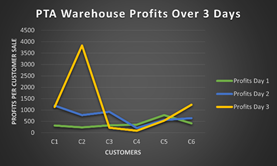 PTA Warehouse Profits Over 3 Days
PROFITS PER CUSTOMER SALE
4500
4000
3500
3000
2500
2000
1500
1000
500
0
C1 C2 C3 C4 C5 C6
CUSTOMERS
Profits Day 1
Profits Day 2
Profits Day 3